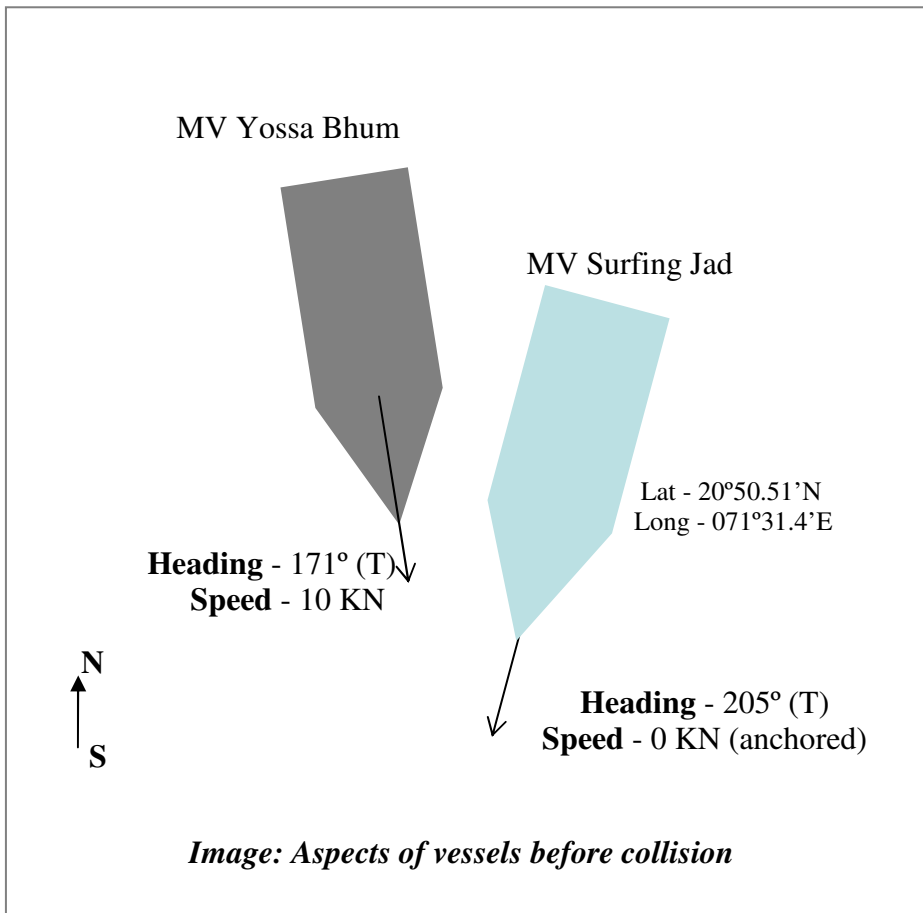 MV Yossa Bhum
MV Surfing Jad
Lat - 20º50.51’N
Long - 071º31.4’E
Heading - 171º (T)
Speed - 10 KN
N
S
Heading - 205º (T)
Speed - 0 KN (anchored)
Image: Aspects of vessels before collision